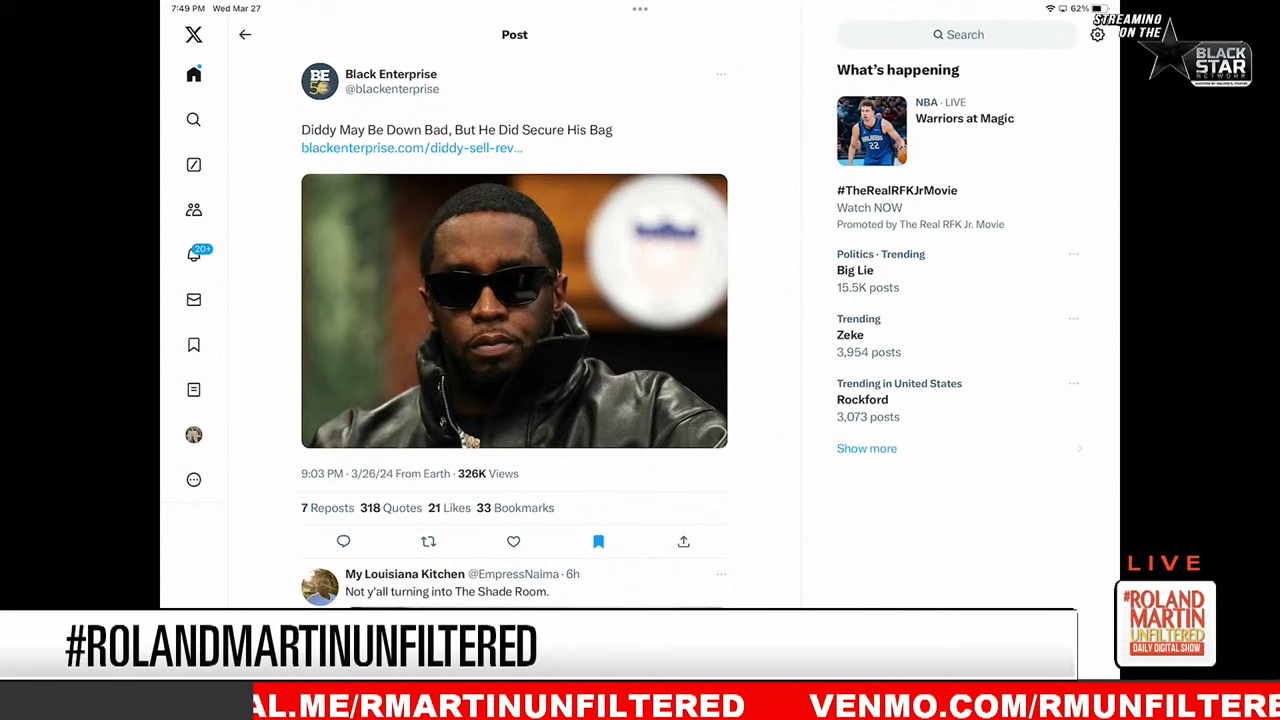 7:49 PM Wed Mar 27
62%
STREAMING
ON THE
BLACK
STAR
NETWORK
Post
Search
Black Enterprise
@blackenterprise
Diddy May Be Down Bad, But He Did Secure His Bag
blackenterprise.com/diddy-sell-rev...
9:03 PM · 3/26/24 From Earth · 326K Views
7 Reposts 318 Quotes 21 Likes 33 Bookmarks
My Louisiana Kitchen @EmpressNaima · 6h
Not y'all turning into The Shade Room.
20+
BE
What's happening
NBA · LIVE
Warriors at Magic
22
#TheRealRFKJrMovie
Watch NOW
Promoted by The Real RFK Jr. Movie
Politics · Trending
Big Lie
15.5K posts
Trending
Zeke
3,954 posts
Trending in United States
Rockford
3,073 posts
Show more
LIVE
#ROLAND
MARTIN
UNFILTERED
DAILY DIGITAL SHOW
#ROLANDMARTINUNFILTERED
AL.ME/RMARTINUNFILTERED VENMO.COM/RMUNFILTERE